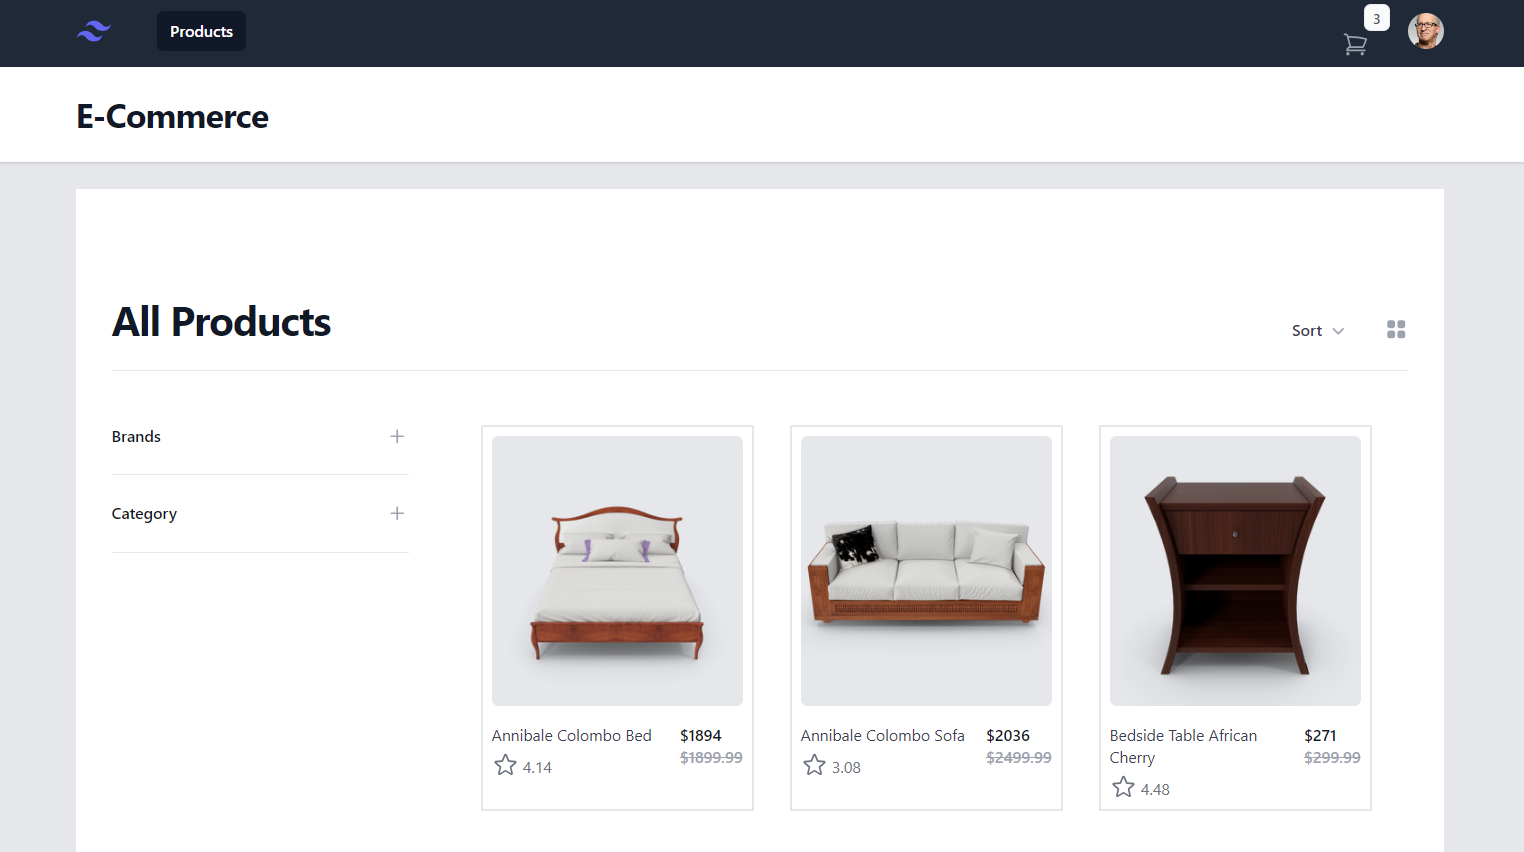 Products
3
E-Commerce
All Products
Sort
Brands
Category
Annibale Colombo Bed
$1894
$1899.99
4.14
Annibale Colombo Sofa
$2036
$2499.99
3.08
Bedside Table African
Cherry
$271
$299.99
4.48